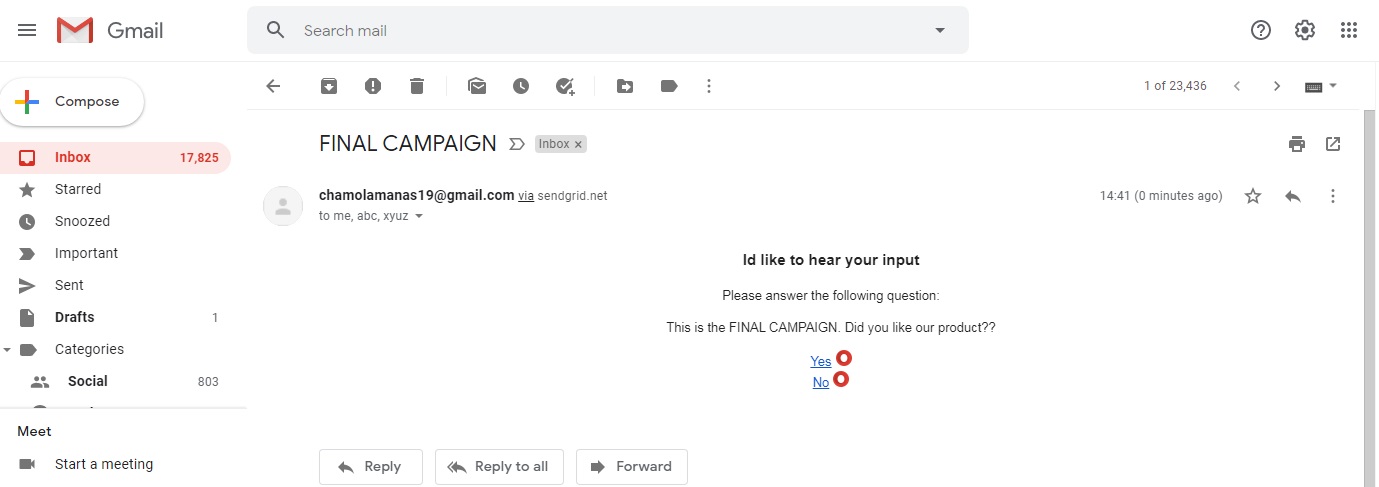 Gmail
Search mail
Compose
1 of 23,436
Inbox 17,825
Starred
Snoozed
Important
Sent
Drafts 1
Categories
Social 803
Meet
Start a meeting
FINAL CAMPAIGN Inbox ×
chamolamanas19@gmail.com via sendgrid.net 14:41 (0 minutes ago)
to me, abc, xyuz
Id like to hear your input
Please answer the following question:
This is the FINAL CAMPAIGN. Did you like our product??
Yes
No
Reply Reply to all Forward